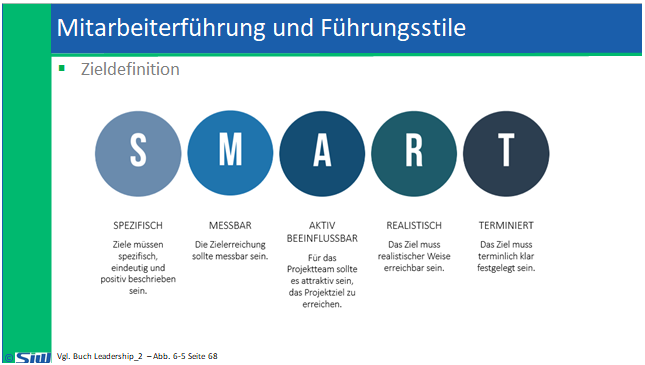 Mitarbeiterführung und Führungsstile
Zieldefinition
S M A R T
SPEZIFISCH
Ziele müssen
spezifisch,
eindeutig und
positiv beschrieben
sein.
MESSBAR
Die Zielerreichung
sollte messbar sein.
AKTIV
BEEINFLUSSBAR
Für das
Projektteam sollte
es attraktiv sein,
das Projektziel zu
erreichen.
REALISTISCH
Das Ziel muss
realistischer Weise
erreichbar sein.
TERMINIERT
Das Ziel muss
terminlich klar
festgelegt sein.
© SIW
Vgl. Buch Leadership_2 – Abb. 6-5 Seite 68